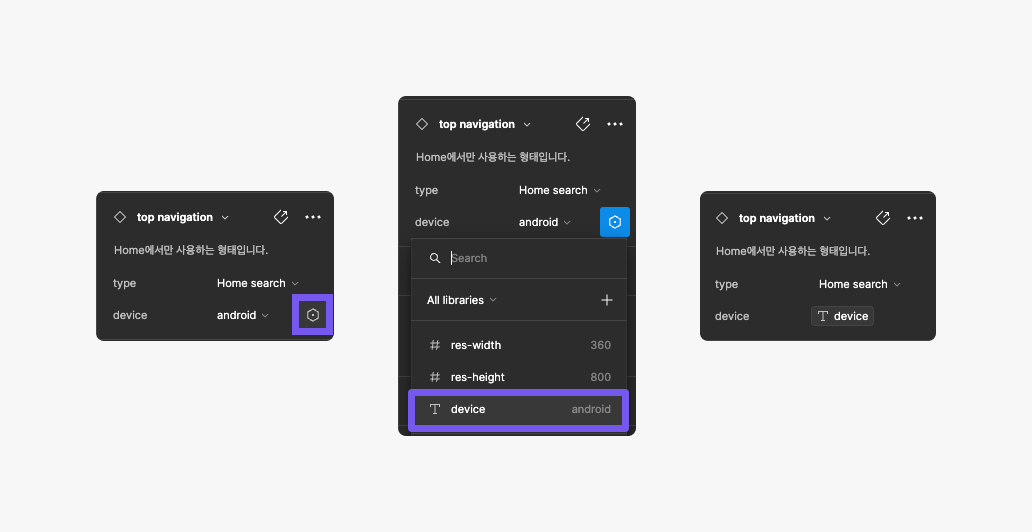 top navigation
Home에서만 사용하는 형태입니다.
type Home search
device android
top navigation
Home에서만 사용하는 형태입니다.
type Home search
device android
Search
All libraries
res-width 360
res-height 800
device android
top navigation
Home에서만 사용하는 형태입니다.
type Home search
device device